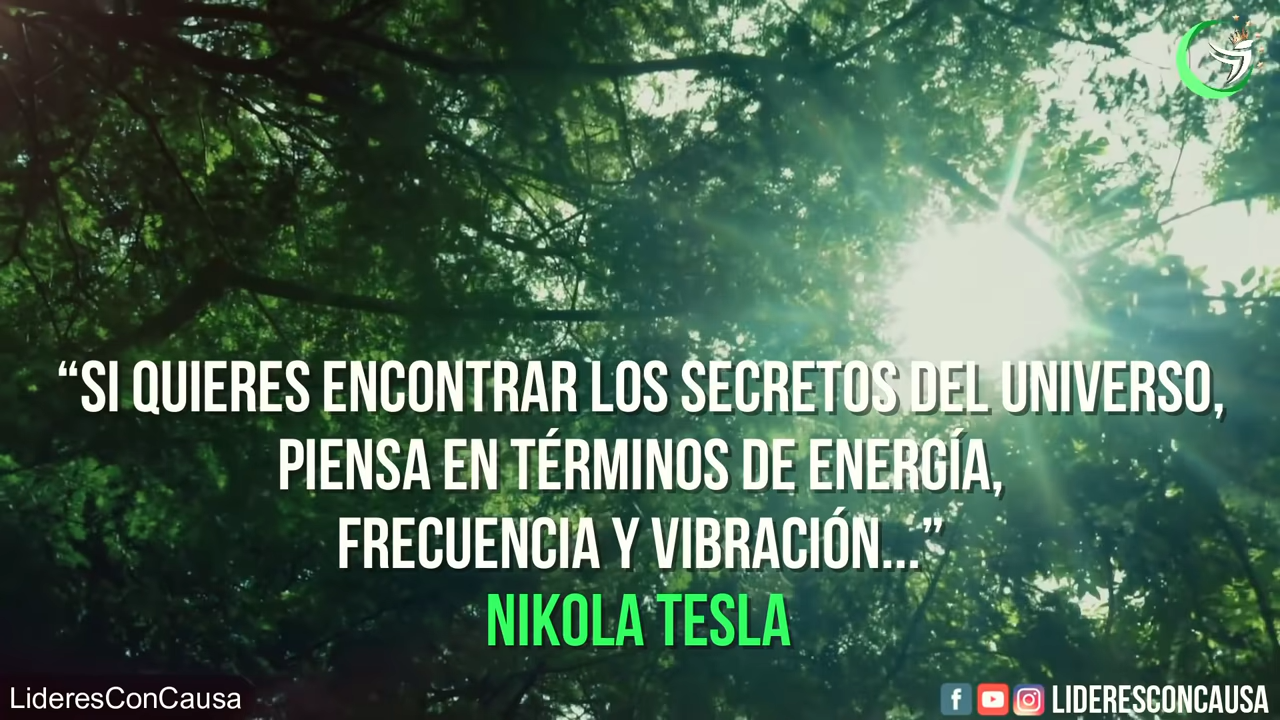 “SI QUIERES ENCONTRAR LOS SECRETOS DEL UNIVERSO,
PIENSA EN TÉRMINOS DE ENERGÍA,
FRECUENCIA Y VIBRACIÓN...”
NIKOLA TESLA
LideresConCausa
LIDERESCONCAUSA